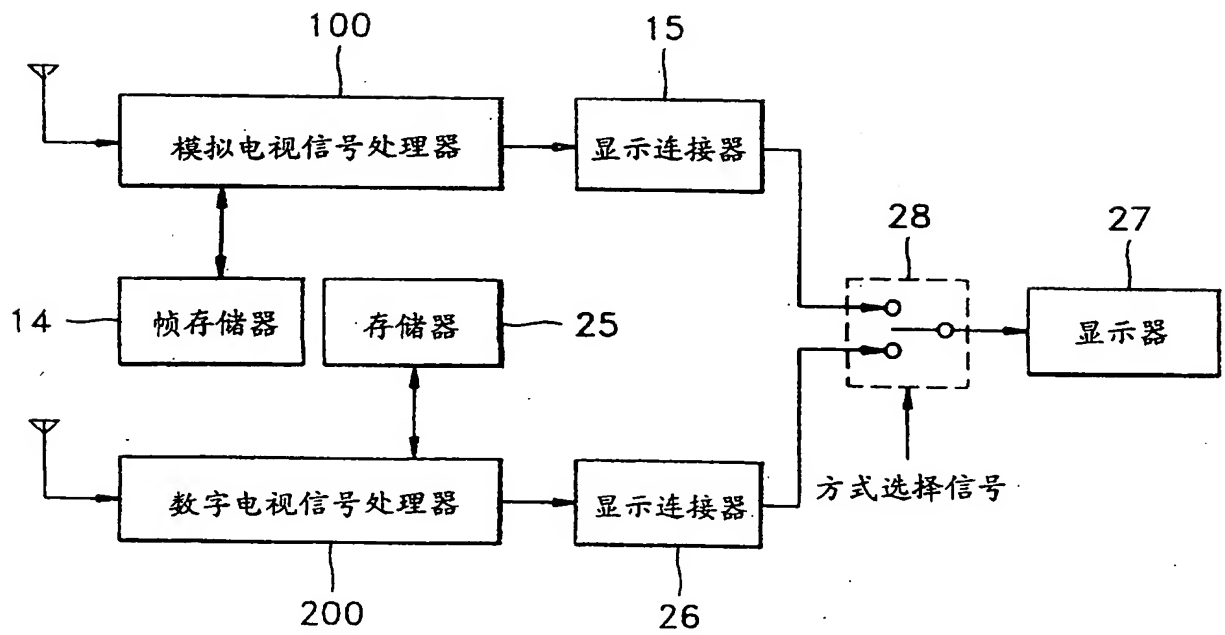 100
15
模拟电视信号处理器
显示连接器
28
27
14
帧存储器
存储器
25
显示器
方式选择信号
数字电视信号处理器
显示连接器
200
26